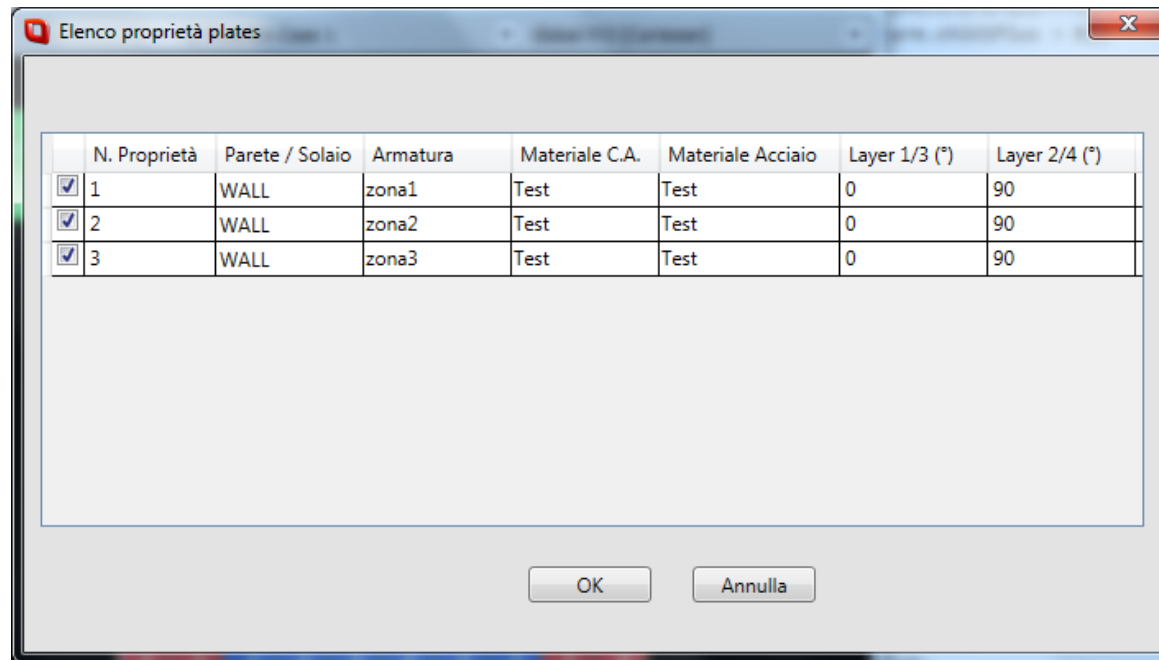 Elenco proprietà plates
N. Proprietà Parete / Solaio Armatura Materiale C.A. Materiale Acciaio Layer 1/3 (°) Layer 2/4 (°)
1 WALL zona1 Test Test 0 90
2 WALL zona2 Test Test 0 90
3 WALL zona3 Test Test 0 90
OK Annulla